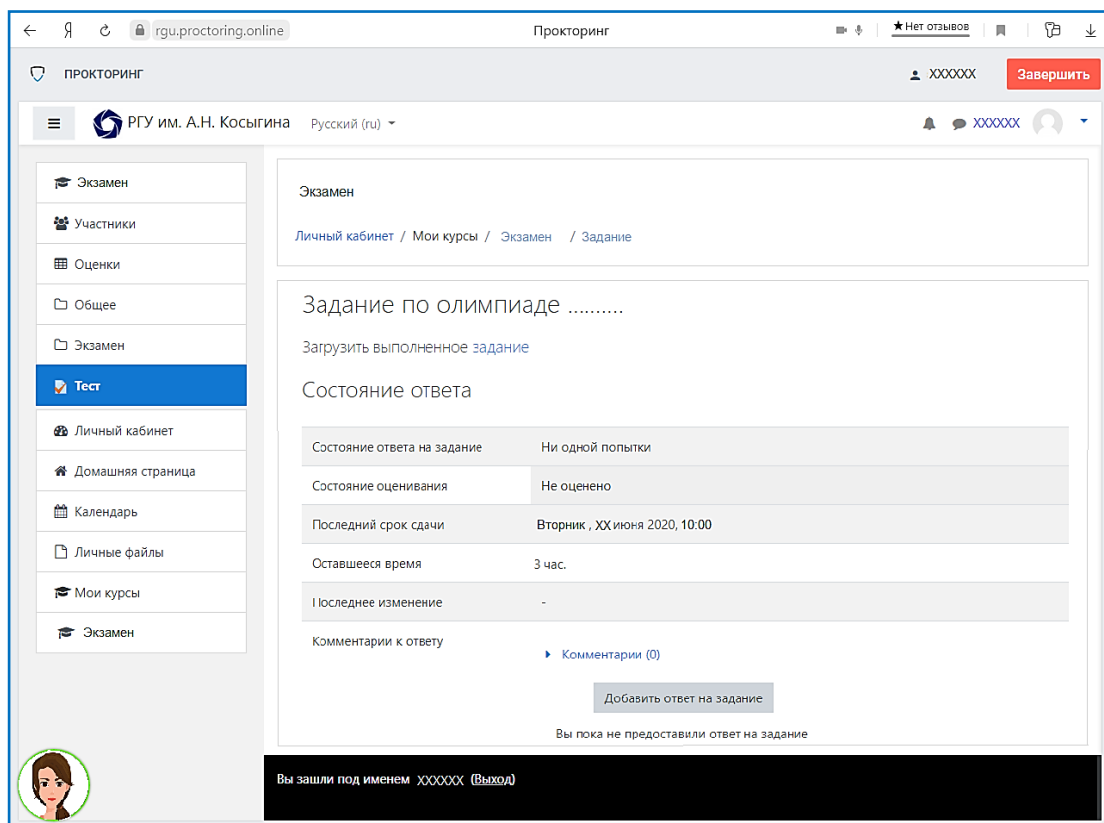 Я rgu.proctoring.online Прокторинг ★Нет отзывов
ПРОКТОРИНГ XXXXXX Завершить
РГУ им. А.Н. Косыгина Русский (ru) XXXXXX
Экзамен
Участники
Оценки
Общее
Экзамен
Тест
Личный кабинет
Домашняя страница
Календарь
Личные файлы
Мои курсы
Экзамен
Экзамен
Личный кабинет / Мои курсы / Экзамен / Задание
Задание по олимпиаде ..........
Загрузить выполненное задание
Состояние ответа
Состояние ответа на задание Ни одной попытки
Состояние оценивания Не оценено
Последний срок сдачи Вторник , XX июня 2020, 10:00
Оставшееся время 3 час.
Последнее изменение -
Комментарии к ответу
Комментарии (0)
Добавить ответ на задание
Вы пока не предоставили ответ на задание
Вы зашли под именем XXXXXX (Выход)